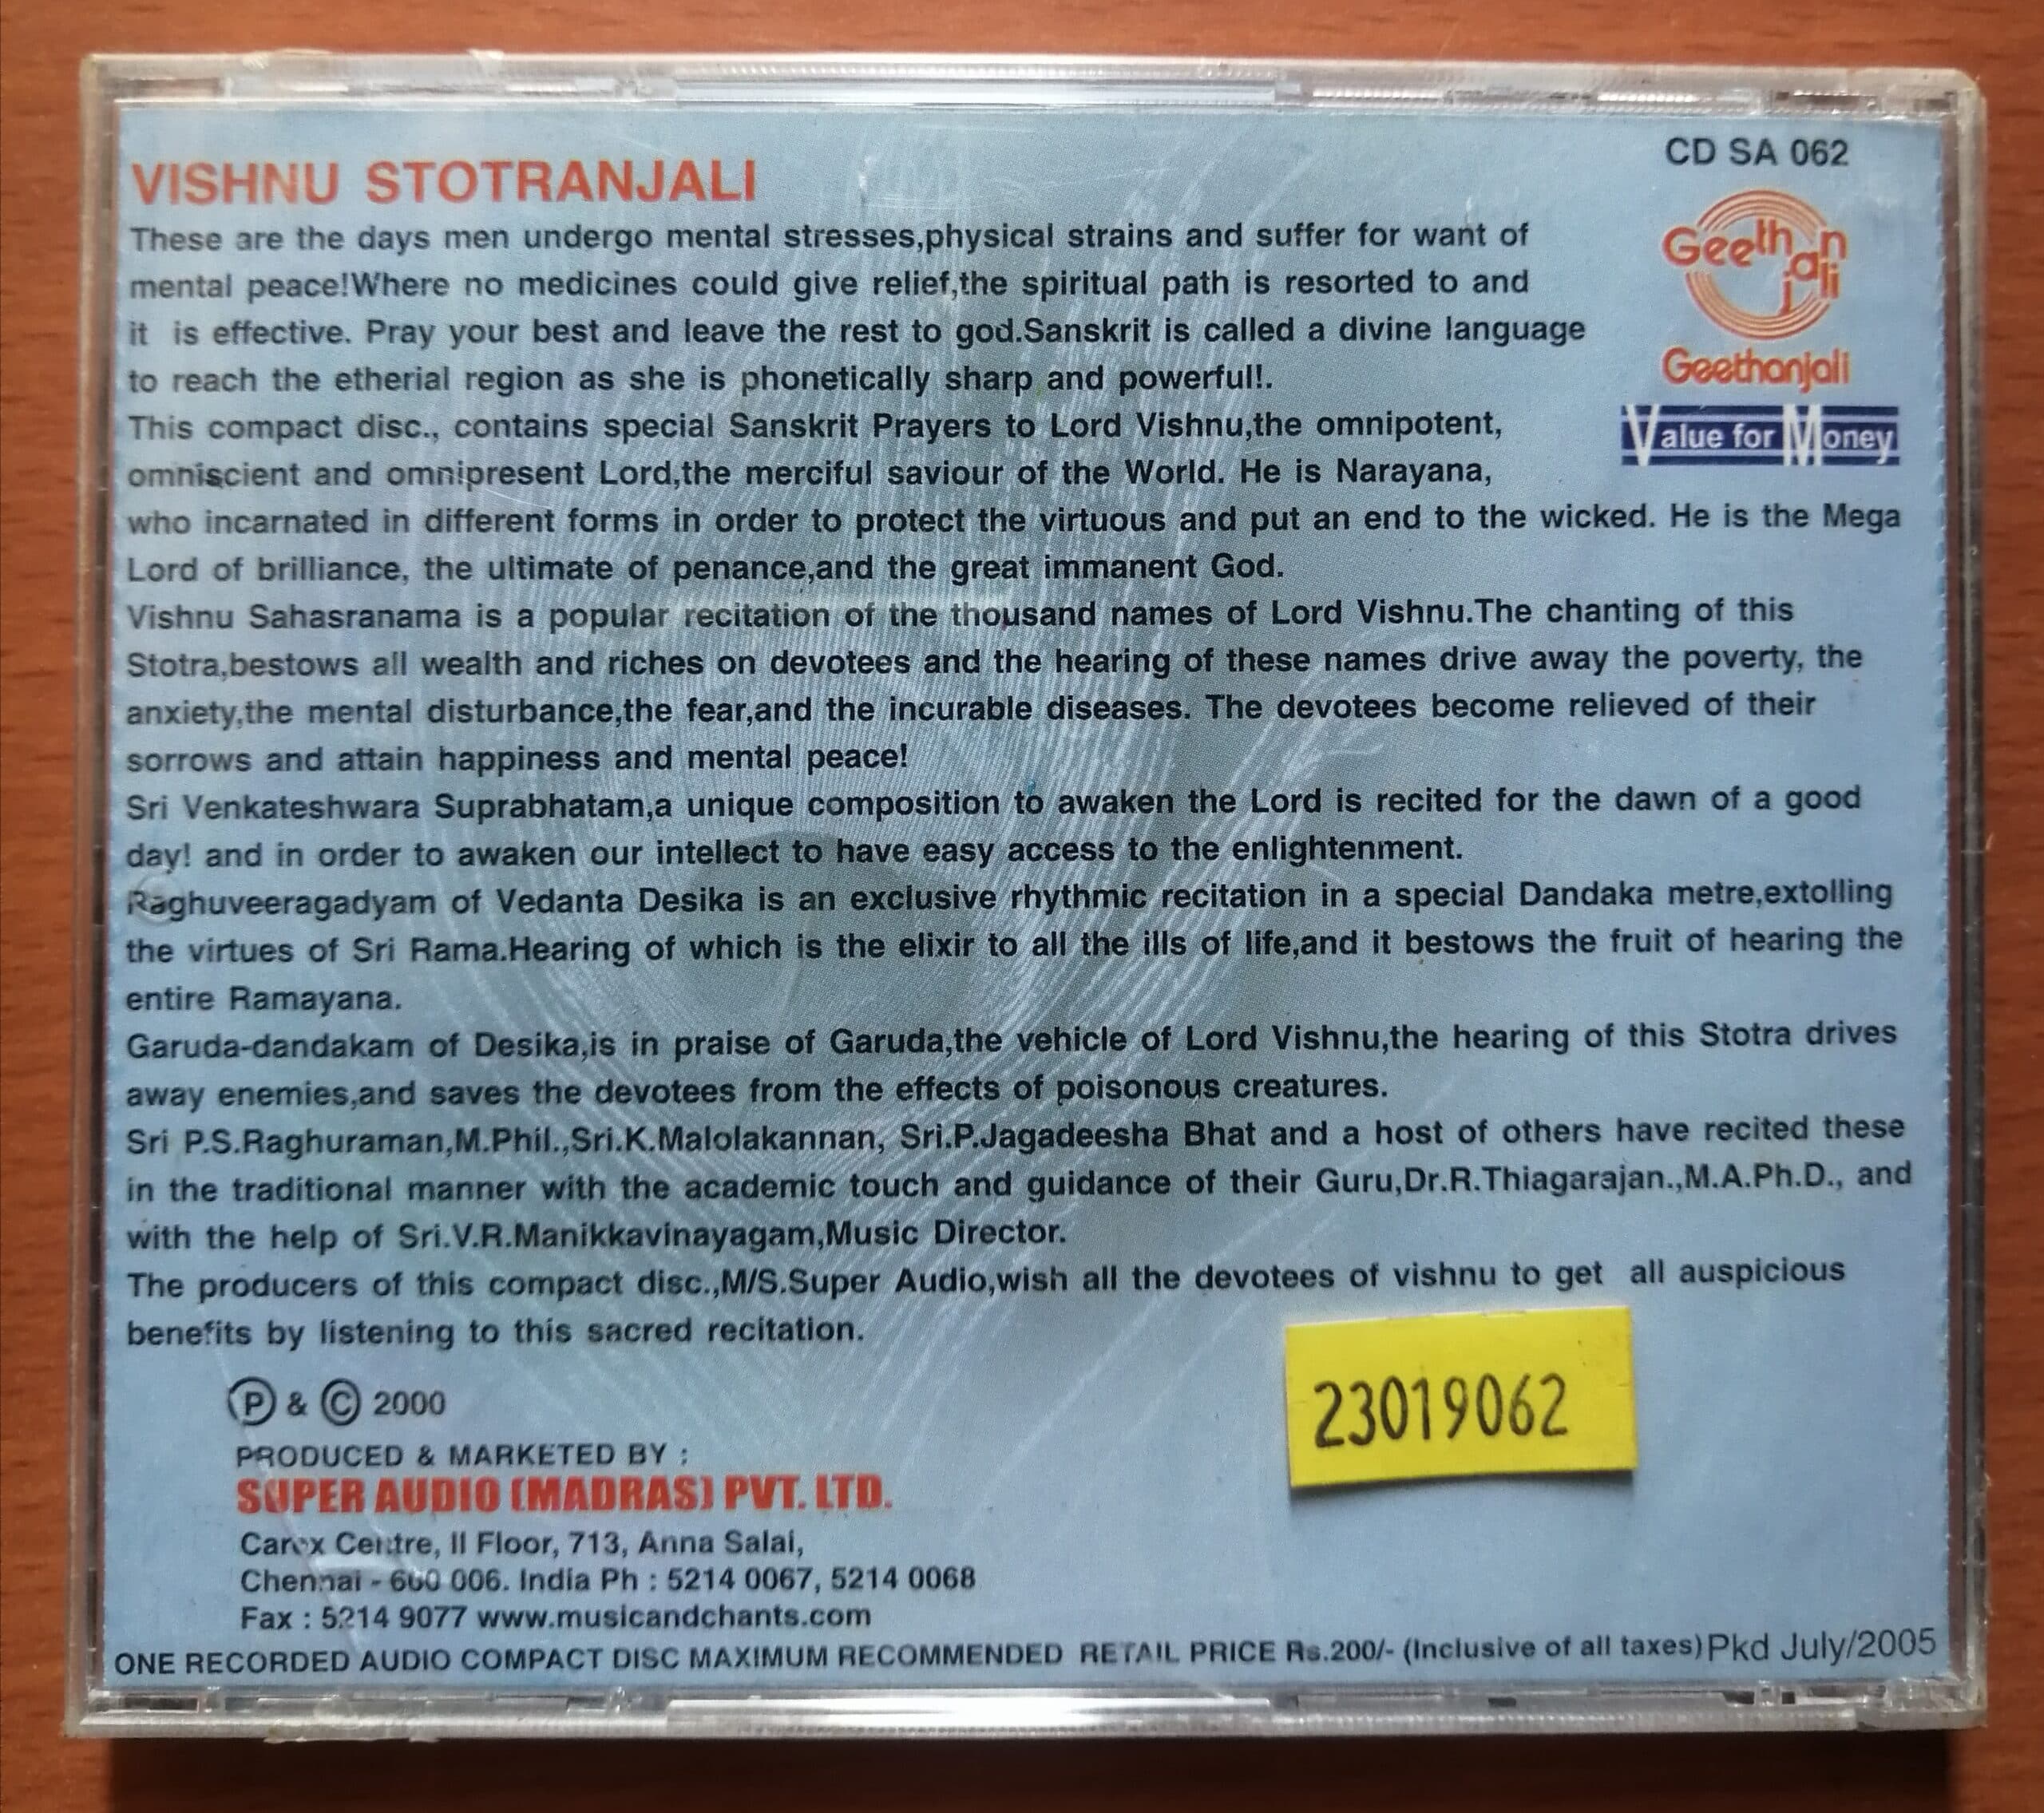 CD SA 062
VISHNU STOTRANJALI
These are the days men undergo mental stresses,physical strains and suffer for want of
mental peace!Where no medicines could give relief,the spiritual path is resorted to and
it is effective. Pray your best and leave the rest to god.Sanskrit is called a divine language
to reach the etherial region as she is phonetically sharp and powerful!.
Geethanjali
Geethanjali
Value for Money
This compact disc., contains special Sanskrit Prayers to Lord Vishnu,the omnipotent,
omniscient and omnipresent Lord,the merciful saviour of the World. He is Narayana,
who incarnated in different forms in order to protect the virtuous and put an end to the wicked. He is the Mega
Lord of brilliance, the ultimate of penance,and the great immanent God.
Vishnu Sahasranama is a popular recitation of the thousand names of Lord Vishnu.The chanting of this
Stotra,bestows all wealth and riches on devotees and the hearing of these names drive away the poverty, the
anxiety,the mental disturbance,the fear,and the incurable diseases. The devotees become relieved of their
sorrows and attain happiness and mental peace!
Sri Venkateshwara Suprabhatam,a unique composition to awaken the Lord is recited for the dawn of a good
day! and in order to awaken our intellect to have easy access to the enlightenment.
Raghuveeragadyam of Vedanta Desika is an exclusive rhythmic recitation in a special Dandaka metre,extolling
the virtues of Sri Rama.Hearing of which is the elixir to all the ills of life,and it bestows the fruit of hearing the
entire Ramayana.
Garuda-dandakam of Desika,is in praise of Garuda,the vehicle of Lord Vishnu,the hearing of this Stotra drives
away enemies,and saves the devotees from the effects of poisonous creatures.
Sri P.S.Raghuraman,M.Phil.,Sri.K.Malolakannan, Sri.P.Jagadeesha Bhat and a host of others have recited these
in the traditional manner with the academic touch and guidance of their Guru,Dr.R.Thiagarajan.,M.A.Ph.D., and
with the help of Sri.V.R.Manikkavinayagam,Music Director.
The producers of this compact disc.,M/S.Super Audio,wish all the devotees of vishnu to get all auspicious
benefits by listening to this sacred recitation.
23019062
Ⓟ & © 2000
PRODUCED & MARKETED BY :
SUPER AUDIO (MADRAS) PVT. LTD.
Carex Centre, II Floor, 713, Anna Salai,
Chennai - 600 006. India Ph : 5214 0067, 5214 0068
Fax : 5214 9077 www.musicandchants.com
ONE RECORDED AUDIO COMPACT DISC MAXIMUM RECOMMENDED RETAIL PRICE Rs.200/- (Inclusive of all taxes) Pkd July/2005